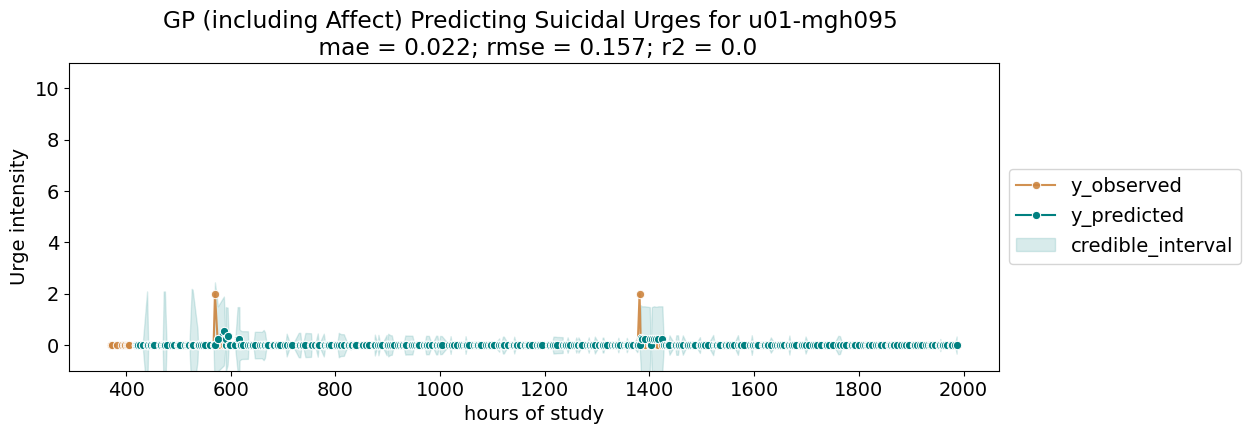 GP (including Affect) Predicting Suicidal Urges for u01-mgh095
mae = 0.022; rmse = 0.157; r2 = 0.0
Urge intensity
10
8
6
4
2
0
400 600 800 1000 1200 1400 1600 1800 2000
hours of study
y_observed
y_predicted
credible_interval